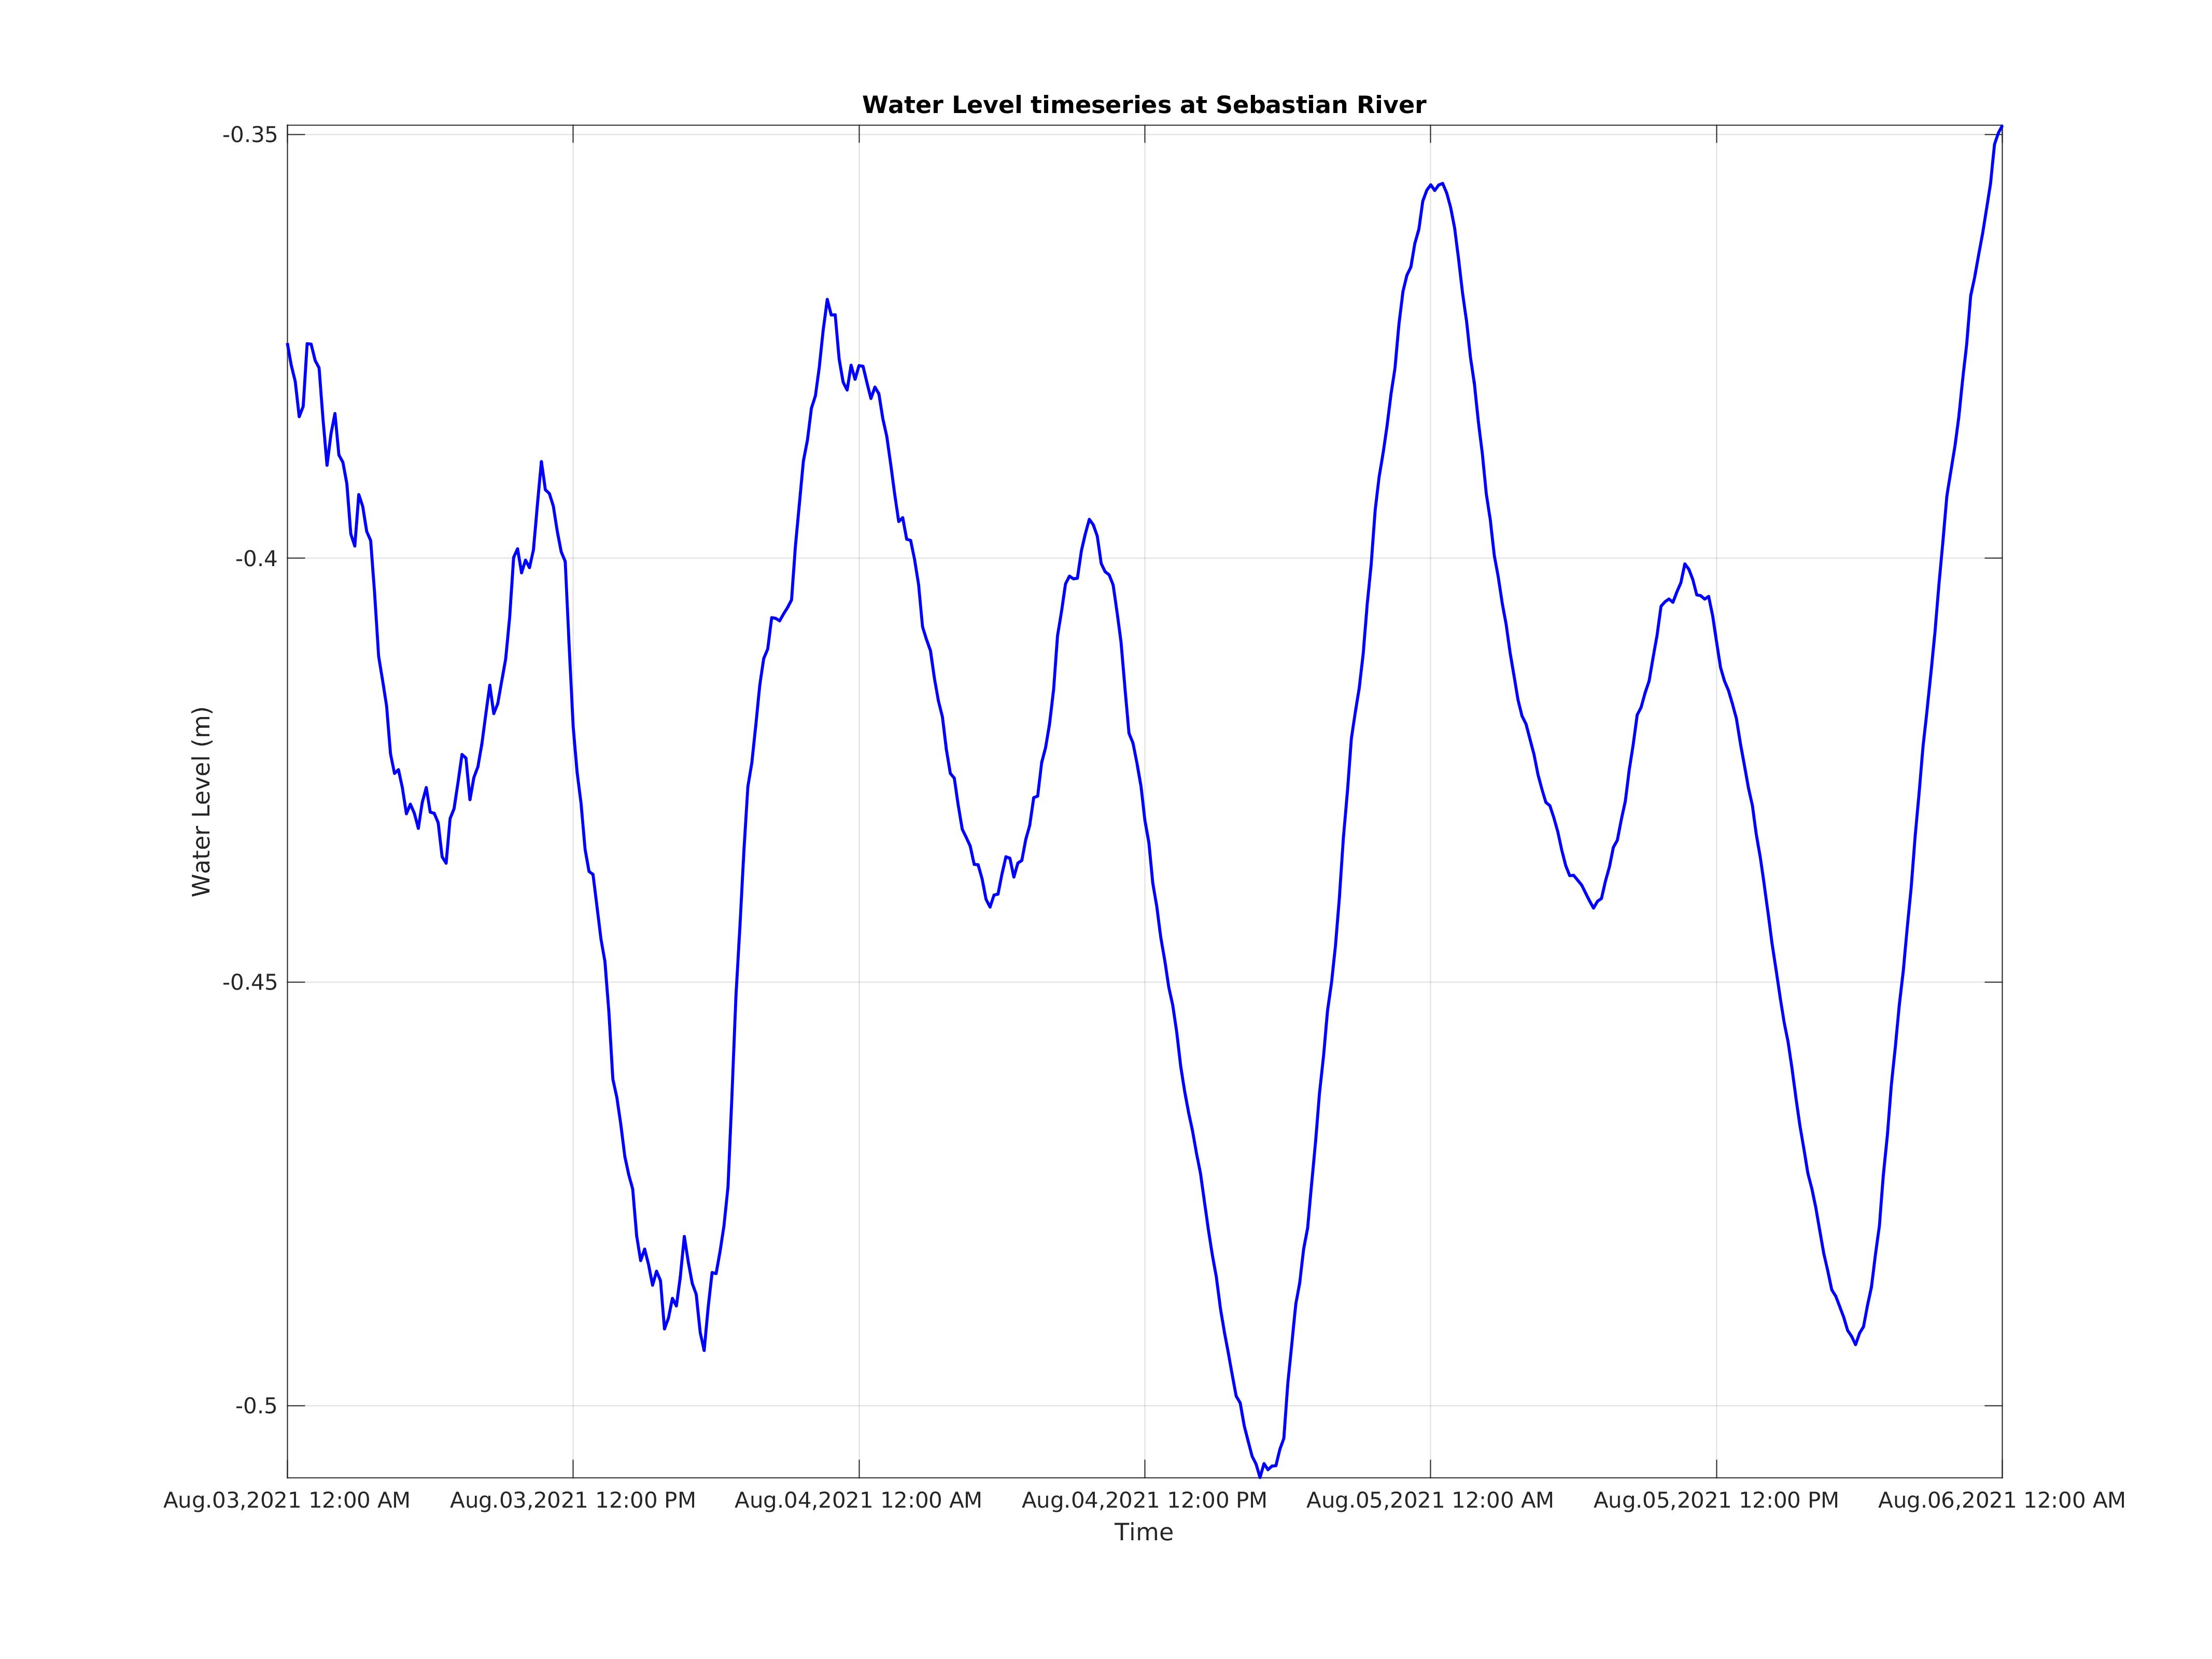 Water Level timeseries at Sebastian River
-0.35
-0.4
-0.45
-0.5
Water Level (m)
Aug.03,2021 12:00 AM
Aug.03,2021 12:00 PM
Aug.04,2021 12:00 AM
Aug.04,2021 12:00 PM
Aug.05,2021 12:00 AM
Aug.05,2021 12:00 PM
Aug.06,2021 12:00 AM
Time